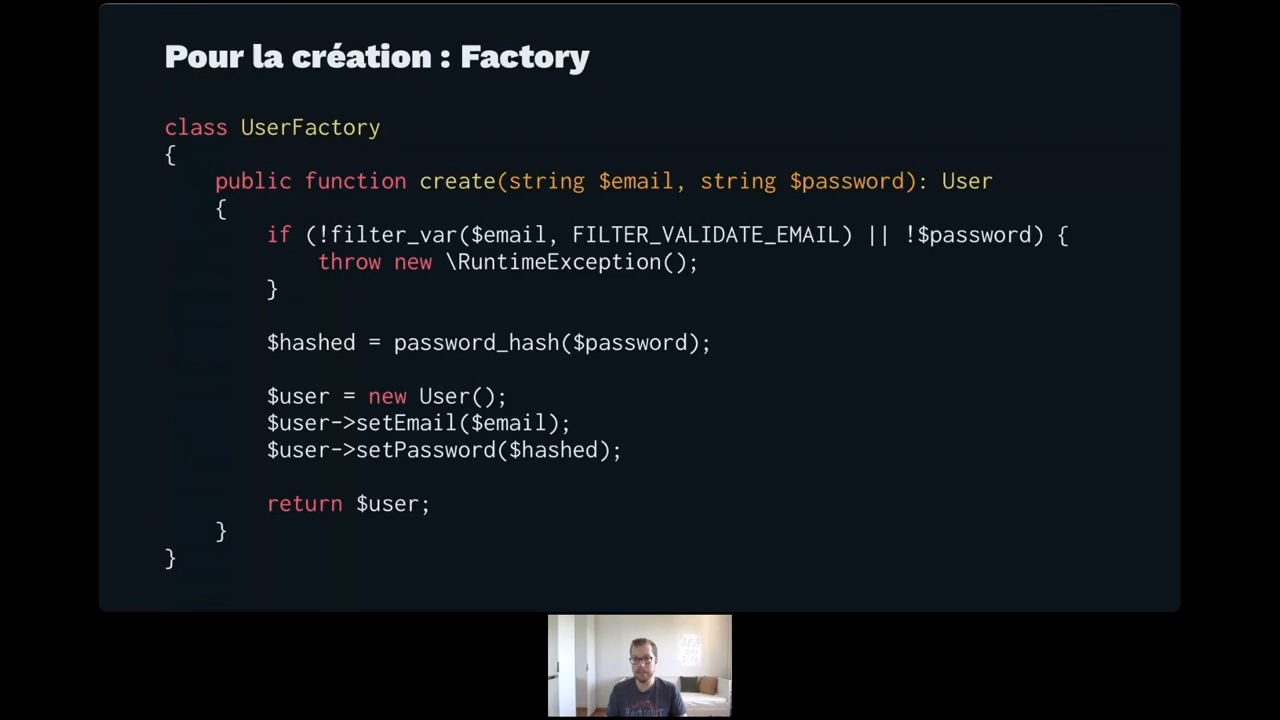 Pour la création : Factory
class UserFactory
{
    public function create(string $email, string $password): User
    {
        if (!filter_var($email, FILTER_VALIDATE_EMAIL) || !$password) {
            throw new \RuntimeException();
        }

        $hashed = password_hash($password);

        $user = new User();
        $user->setEmail($email);
        $user->setPassword($hashed);

        return $user;
    }
}